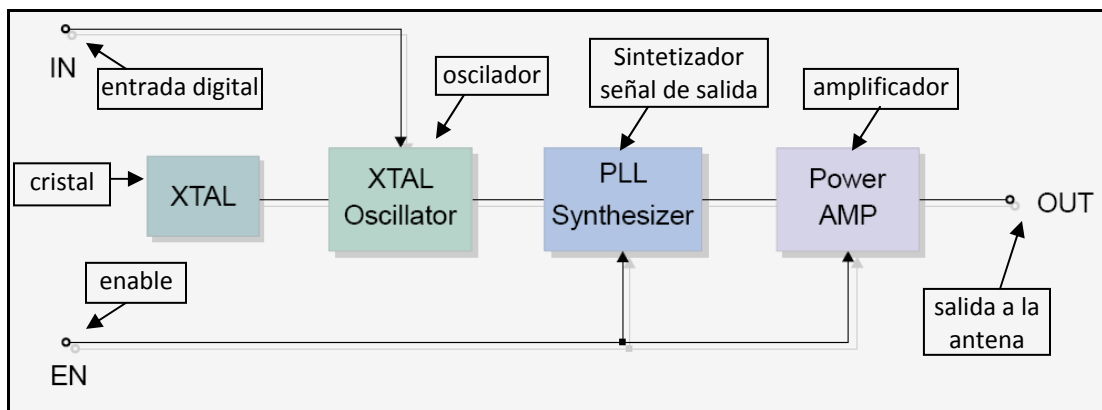 IN
entrada digital
oscilador
Sintetizador
señal de salida
amplificador
cristal
XTAL
XTAL
Oscillator
PLL
Synthesizer
Power
AMP
OUT
enable
EN
salida a la
antena